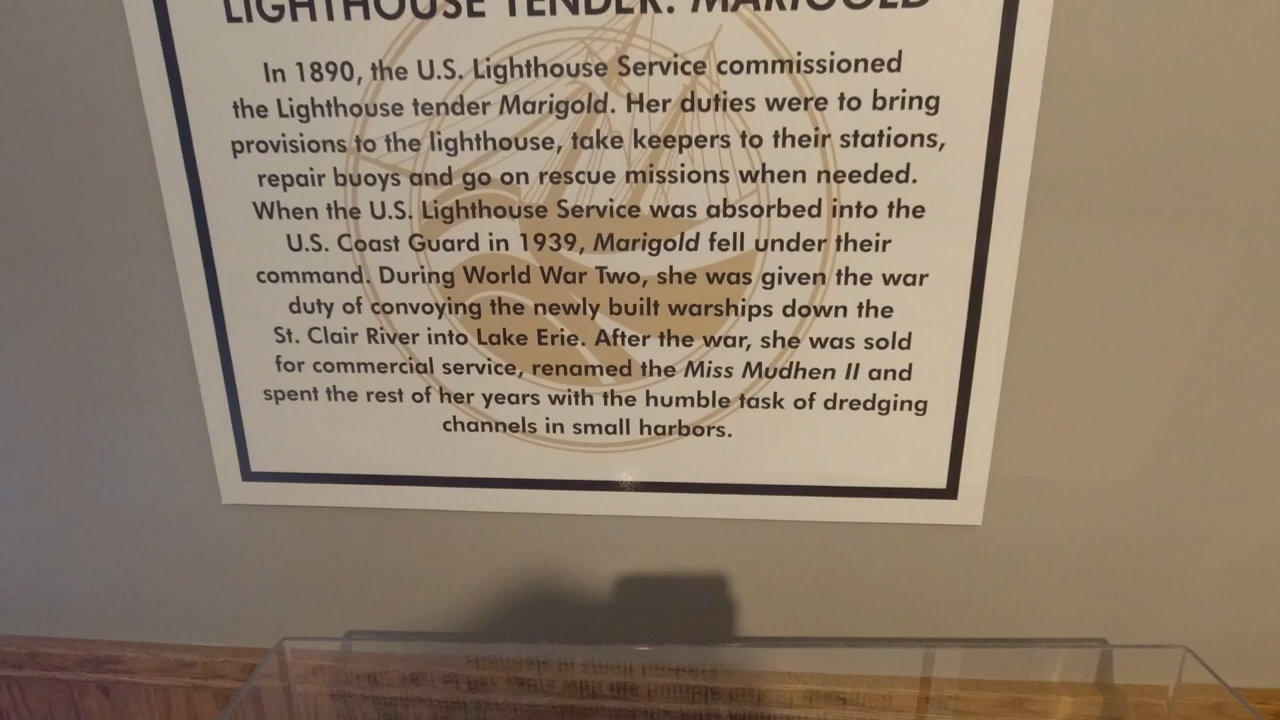 LIGHTHOUSE TENDER: MARIGOLD
In 1890, the U.S. Lighthouse Service commissioned
the Lighthouse tender Marigold. Her duties were to bring
provisions to the lighthouse, take keepers to their stations,
repair buoys and go on rescue missions when needed.
When the U.S. Lighthouse Service was absorbed into the
U.S. Coast Guard in 1939, Marigold fell under their
command. During World War Two, she was given the war
duty of convoying the newly built warships down the
St. Clair River into Lake Erie. After the war, she was sold
for commercial service, renamed the Miss Mudhen II and
spent the rest of her years with the humble task of dredging
channels in small harbors.